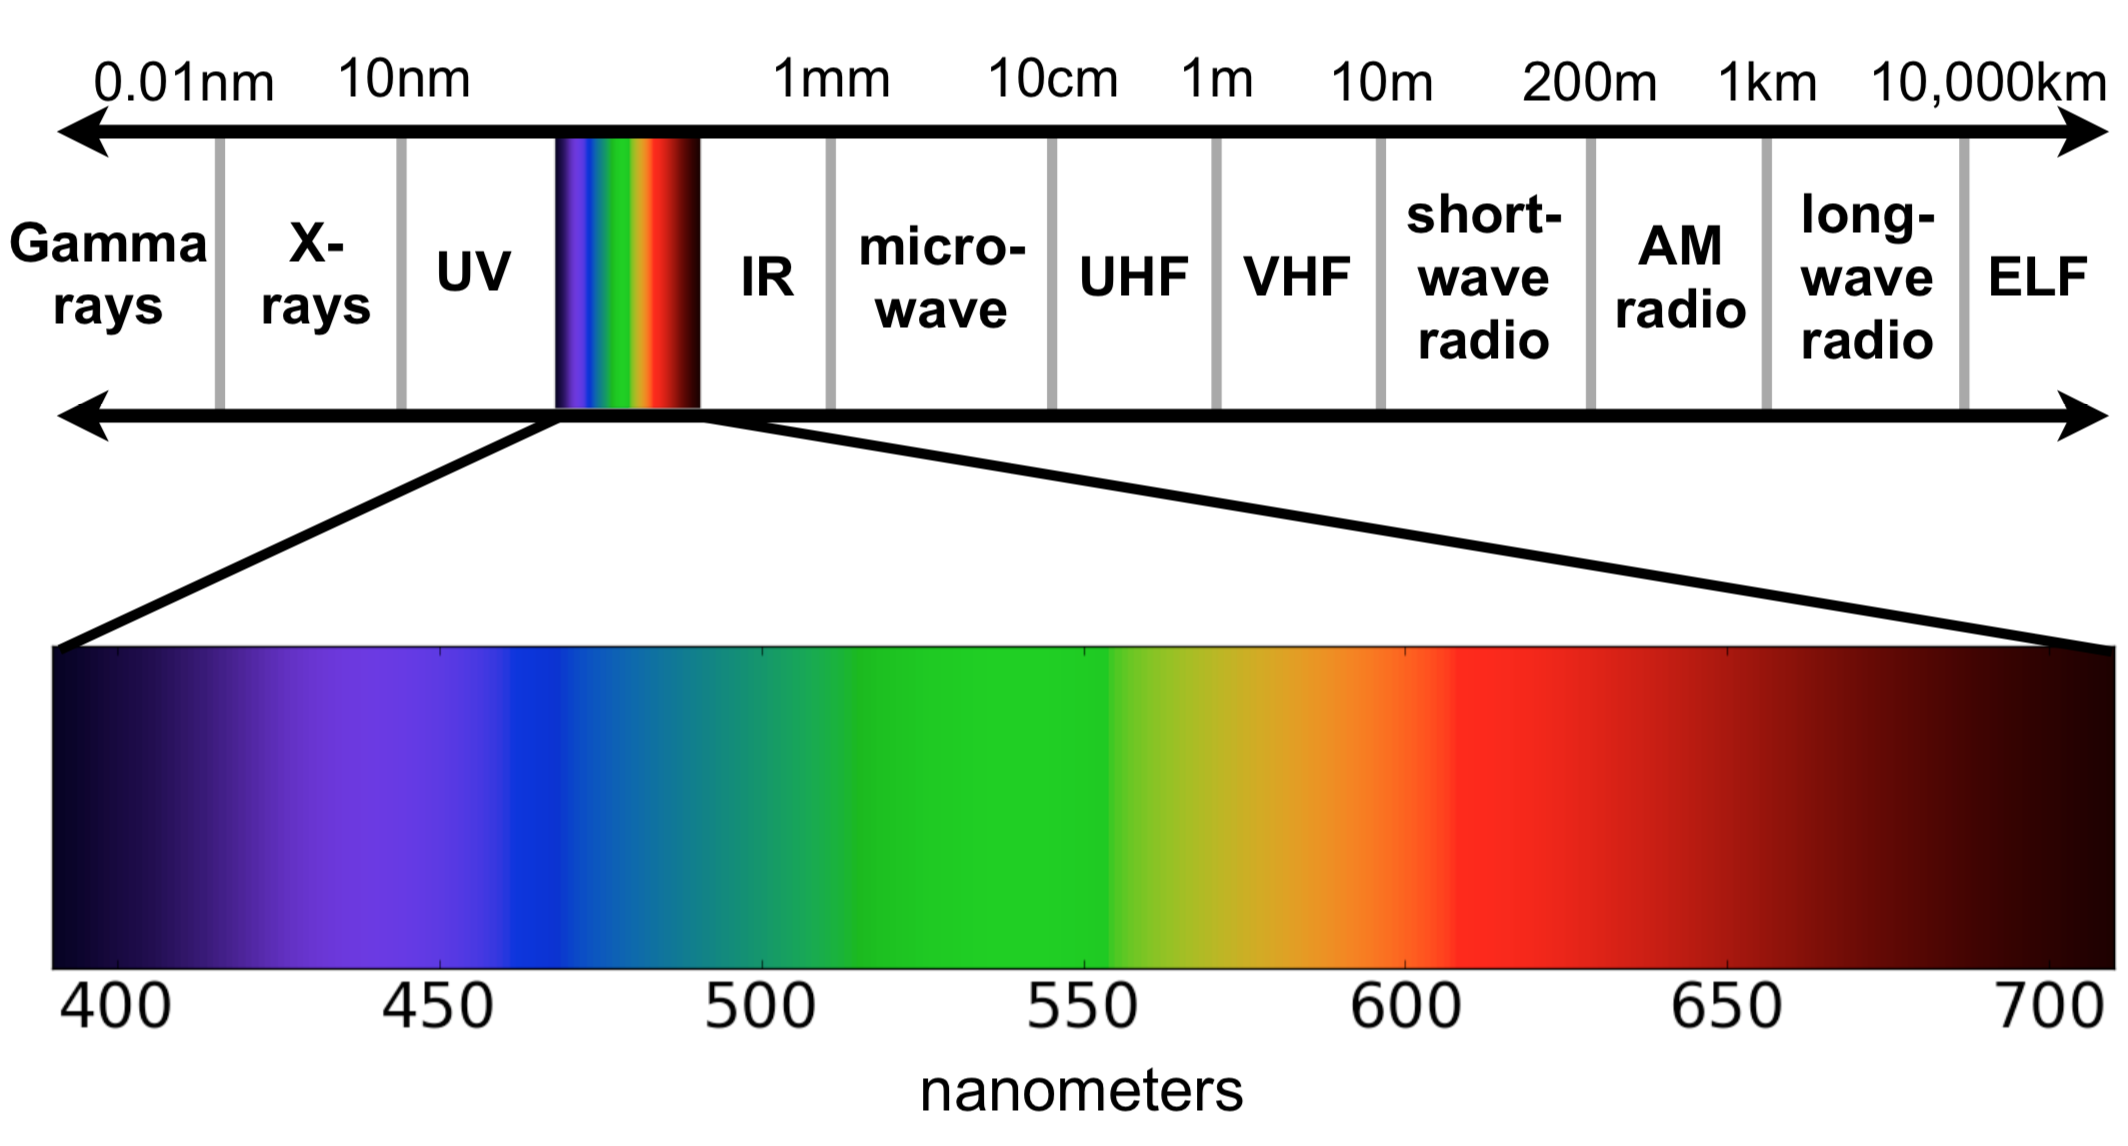 0.01nm 10nm 1mm 10cm 1m 10m 200m 1km 10,000km
Gamma
rays
X-
rays
UV
IR
micro-
wave
UHF
VHF
short-
wave
radio
AM
radio
long-
wave
radio
ELF
400 450 500 550 600 650 700
nanometers